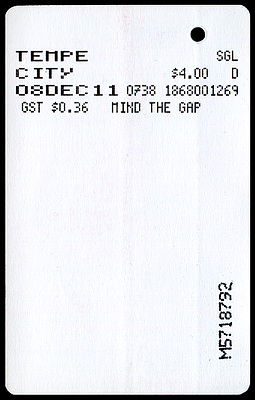 TEMPE SGL
CITY $4.00 D
08DEC11 0738 1868001269
GST $0.36 MIND THE GAP
M5718792